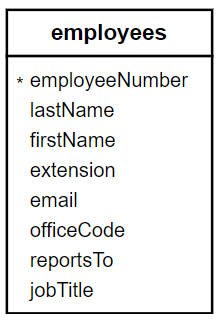 employees
* employeeNumber
lastName
firstName
extension
email
officeCode
reportsTo
jobTitle